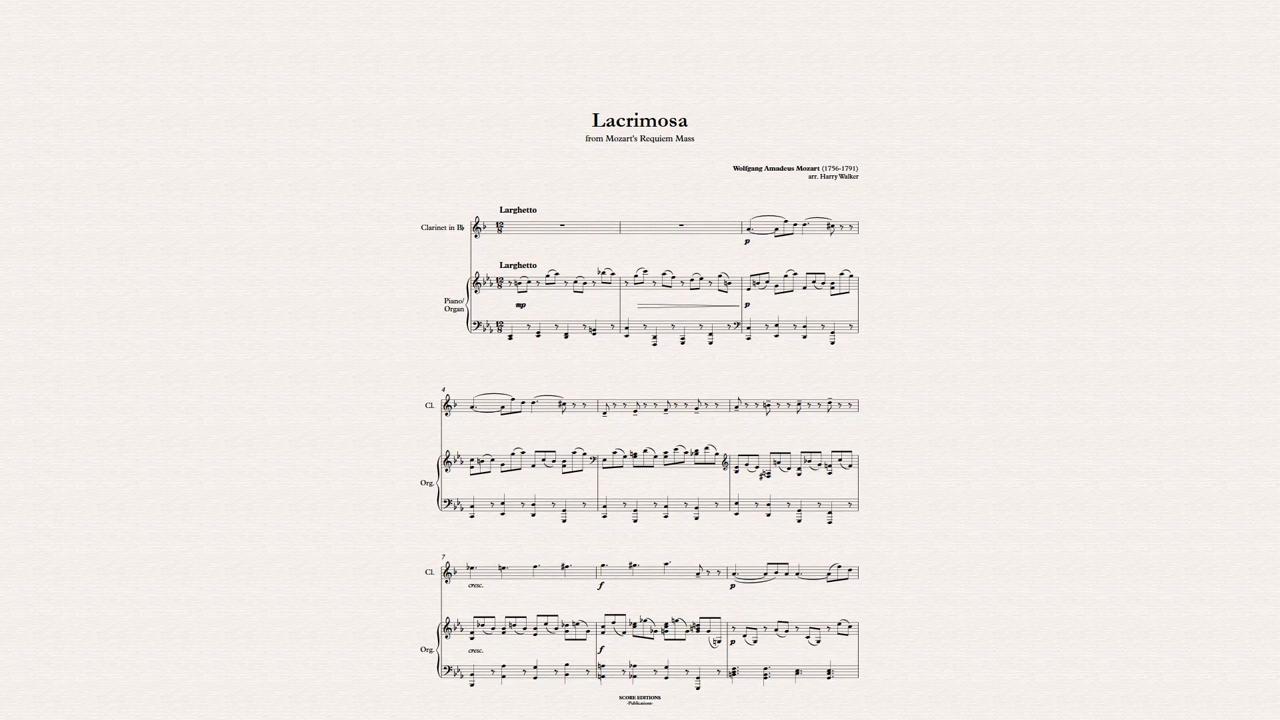 Lacrimosa
from Mozart's Requiem Mass
Wolfgang Amadeus Mozart (1756-1791)
arr. Harry Walker
Larghetto
Clarinet in B♭
p
Larghetto
Piano/
Organ
mp
p
4
Cl.
Org.
7
Cl.
cresc.
f
p
Org.
cresc.
f
p
SCORE EDITIONS
-Publications-